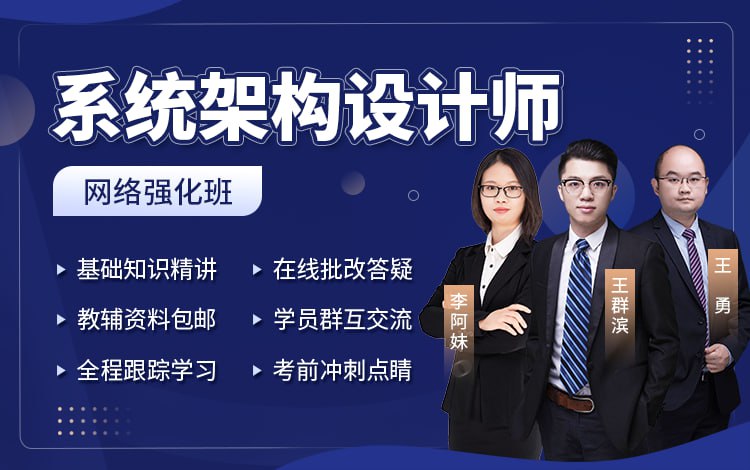 系统架构设计师
网络强化班
基础知识精讲
在线批改答疑
教辅资料包邮
学员群互交流
全程跟踪学习
考前冲刺点睛
李阿妹
王群滨
王 勇